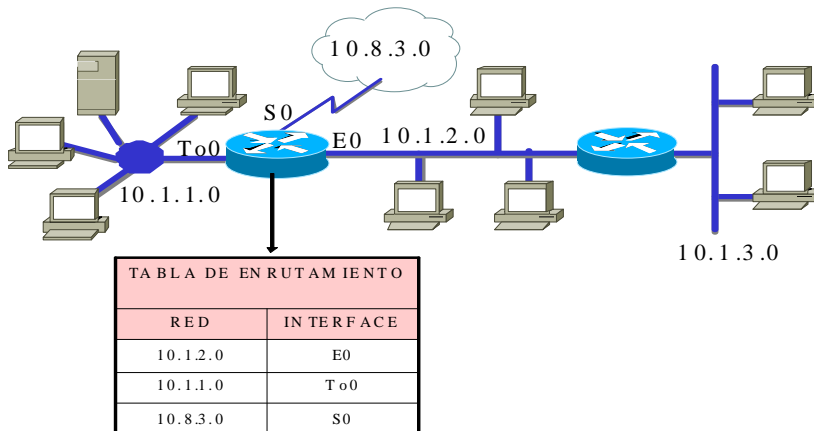 10.8.3.0
S0
To0
E0
10.1.2.0
10.1.1.0
10.1.3.0
TABLA DE ENRUTAMIENTO
RED INTERFACE
10.1.2.0 E0
10.1.1.0 To0
10.8.3.0 S0